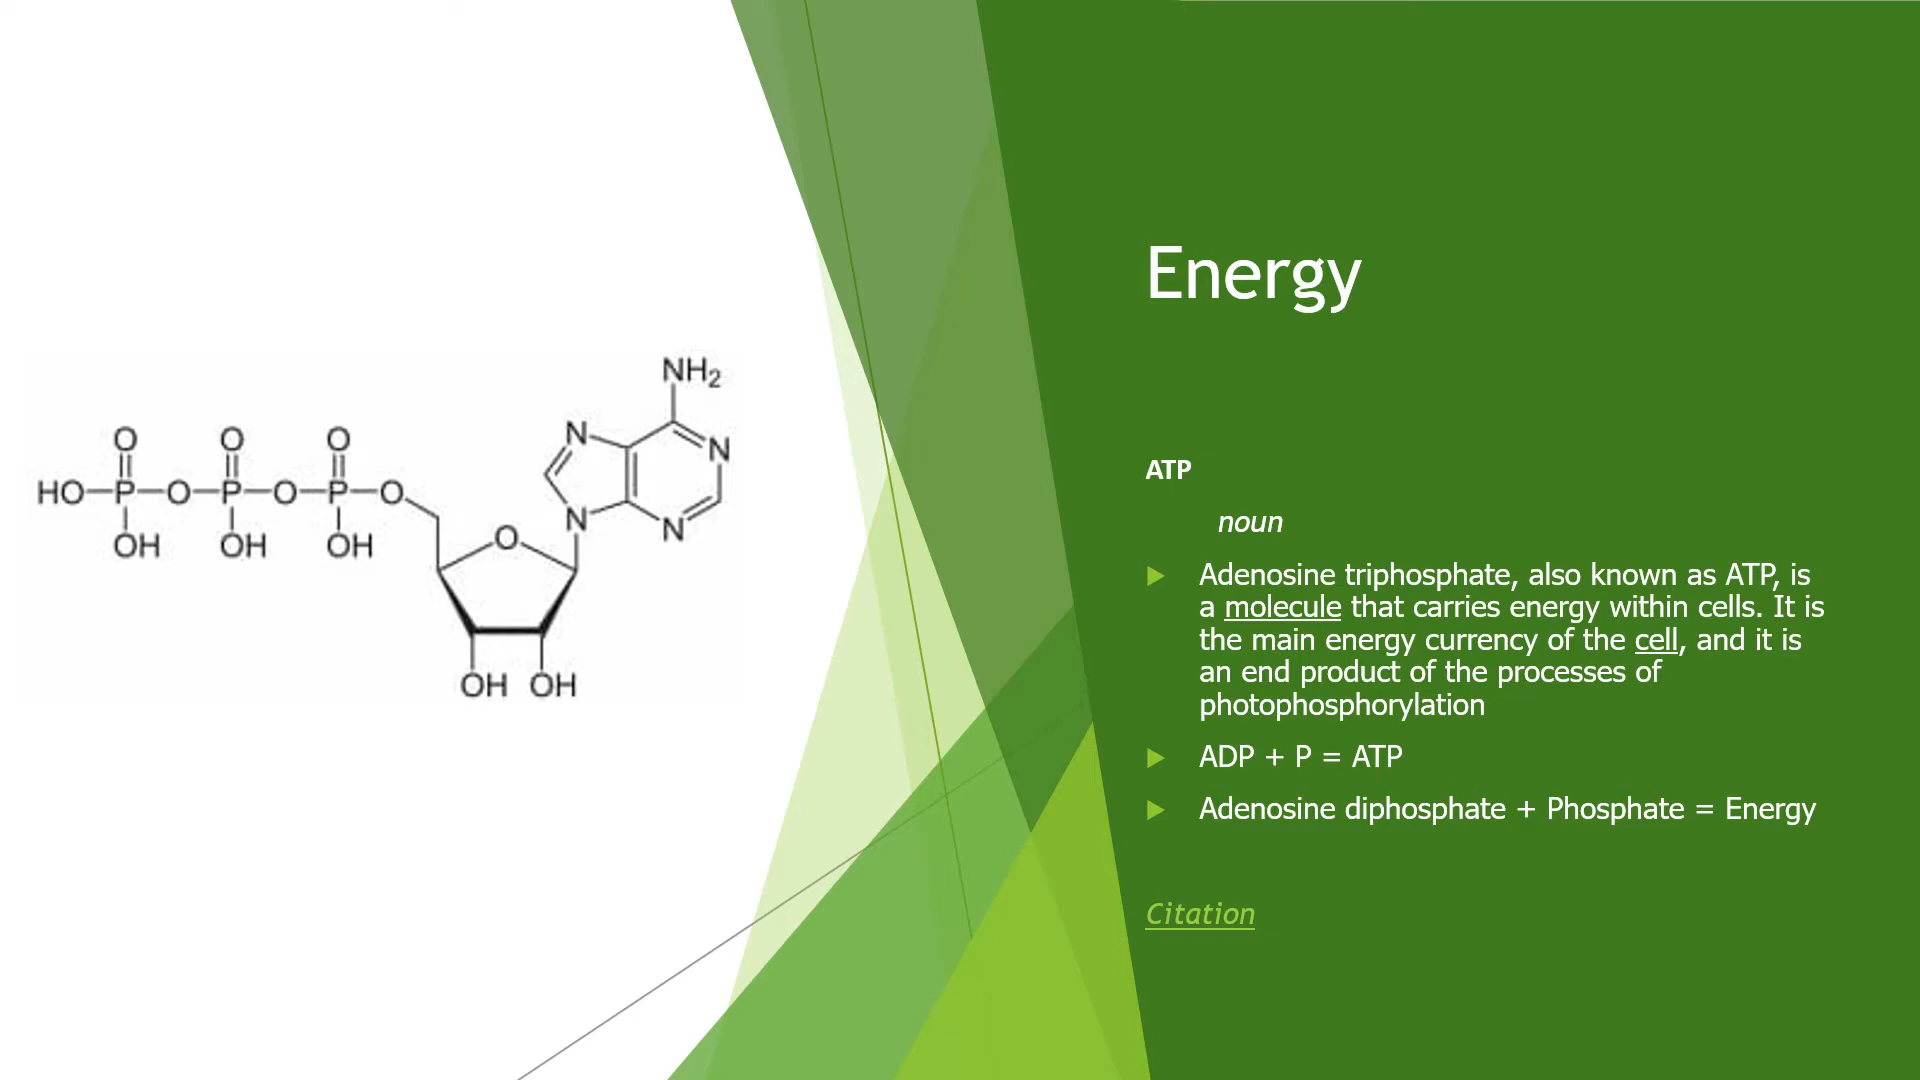 Energy
ATP
noun
Adenosine triphosphate, also known as ATP, is
a molecule that carries energy within cells. It is
the main energy currency of the cell, and it is
an end product of the processes of
photophosphorylation
ADP + P = ATP
Adenosine diphosphate + Phosphate = Energy
Citation
NH₂
N
N
O
O
O
HO
P
O
P
O
P
O
N
N
OH
OH
OH
O
OH
OH